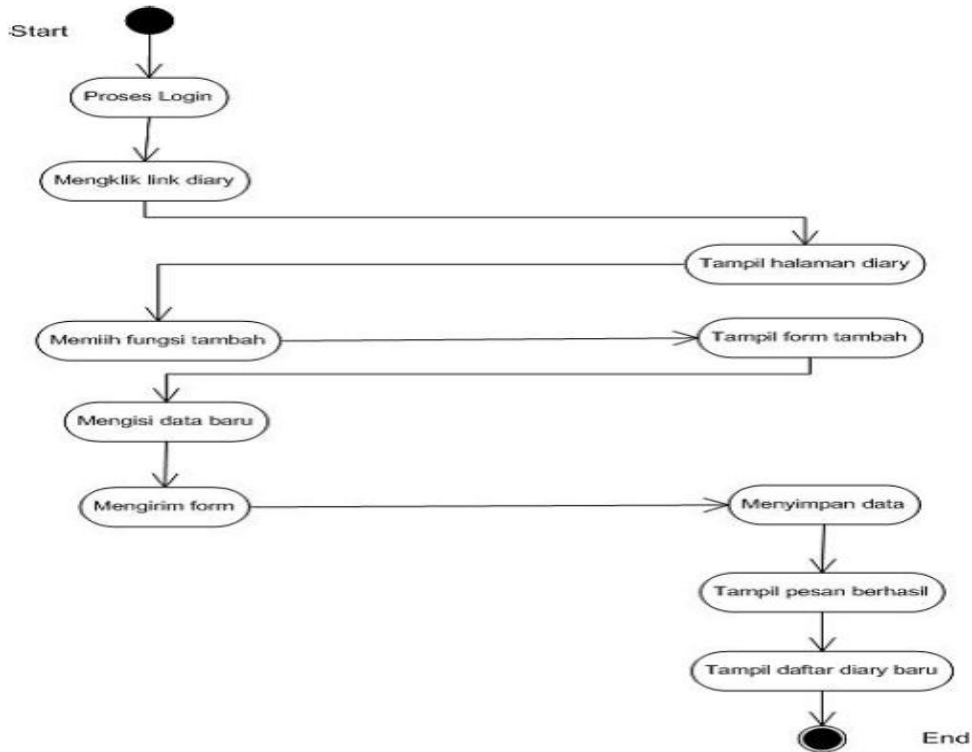 Start
Proses Login
Mengklik link diary
Tampil halaman diary
Memiih fungsi tambah
Tampil form tambah
Mengisi data baru
Mengirim form
Menyimpan data
Tampil pesan berhasil
Tampil daftar diary baru
End